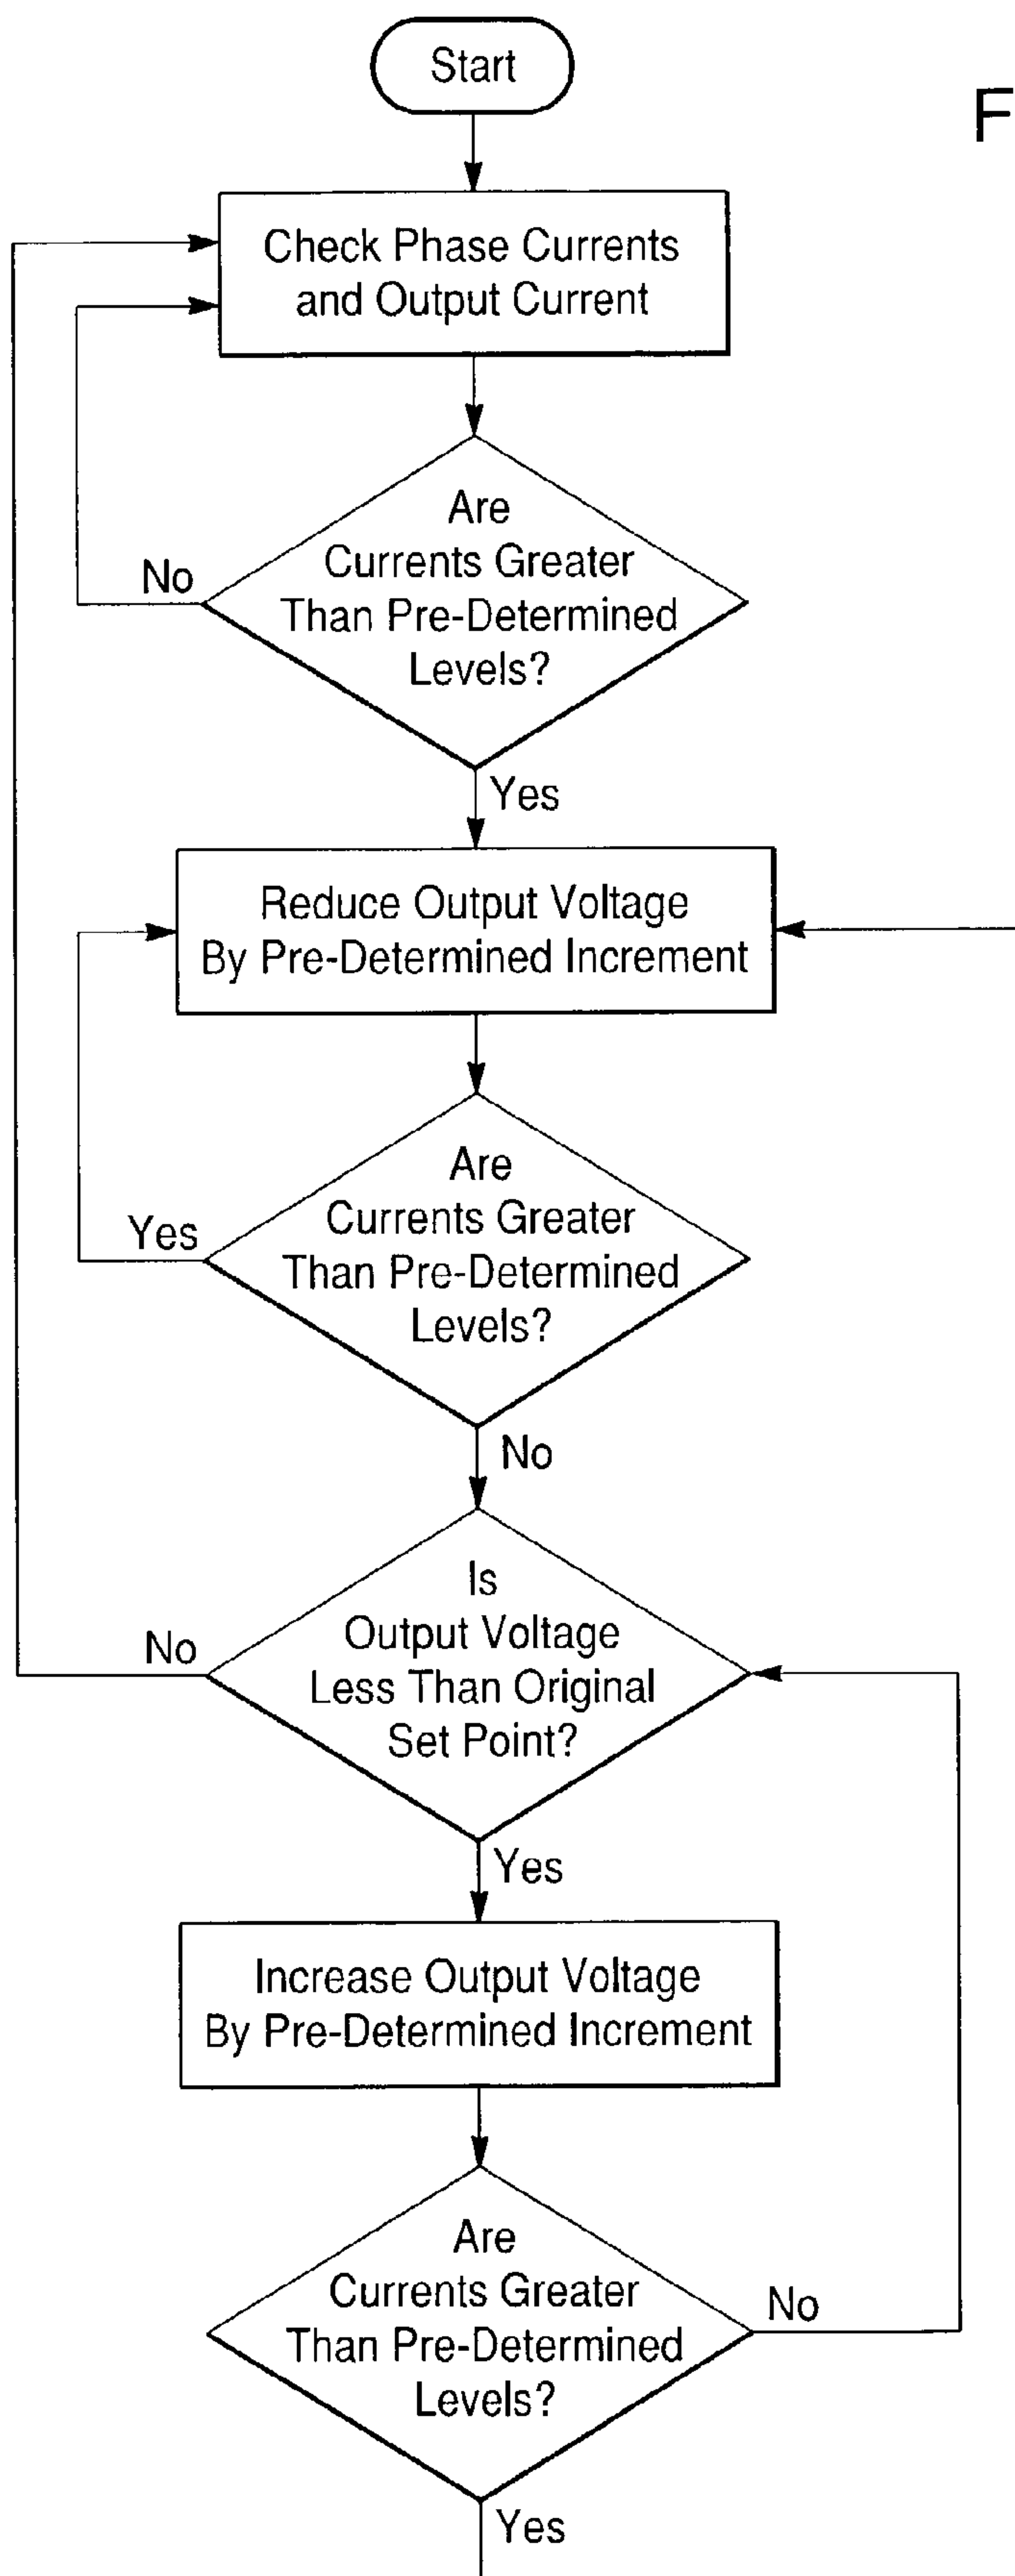 Start
F
Check Phase Currents
and Output Current
Are
Currents Greater
Than Pre-Determined
Levels?
No
Yes
Reduce Output Voltage
By Pre-Determined Increment
Are
Currents Greater
Than Pre-Determined
Levels?
Yes
No
Is
Output Voltage
Less Than Original
Set Point?
No
Yes
Increase Output Voltage
By Pre-Determined Increment
Are
Currents Greater
Than Pre-Determined
Levels?
No
Yes